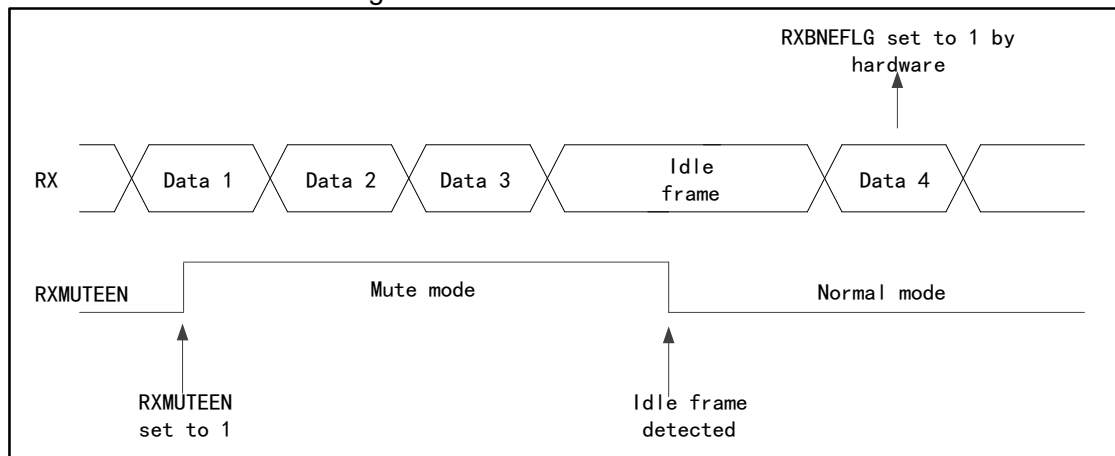 RXBNEFLG set to 1 by
hardware
RX
Data 1
Data 2
Data 3
Idle
frame
Data 4
RXMUTEEN
Mute mode
Normal mode
RXMUTEEN
set to 1
Idle frame
detected